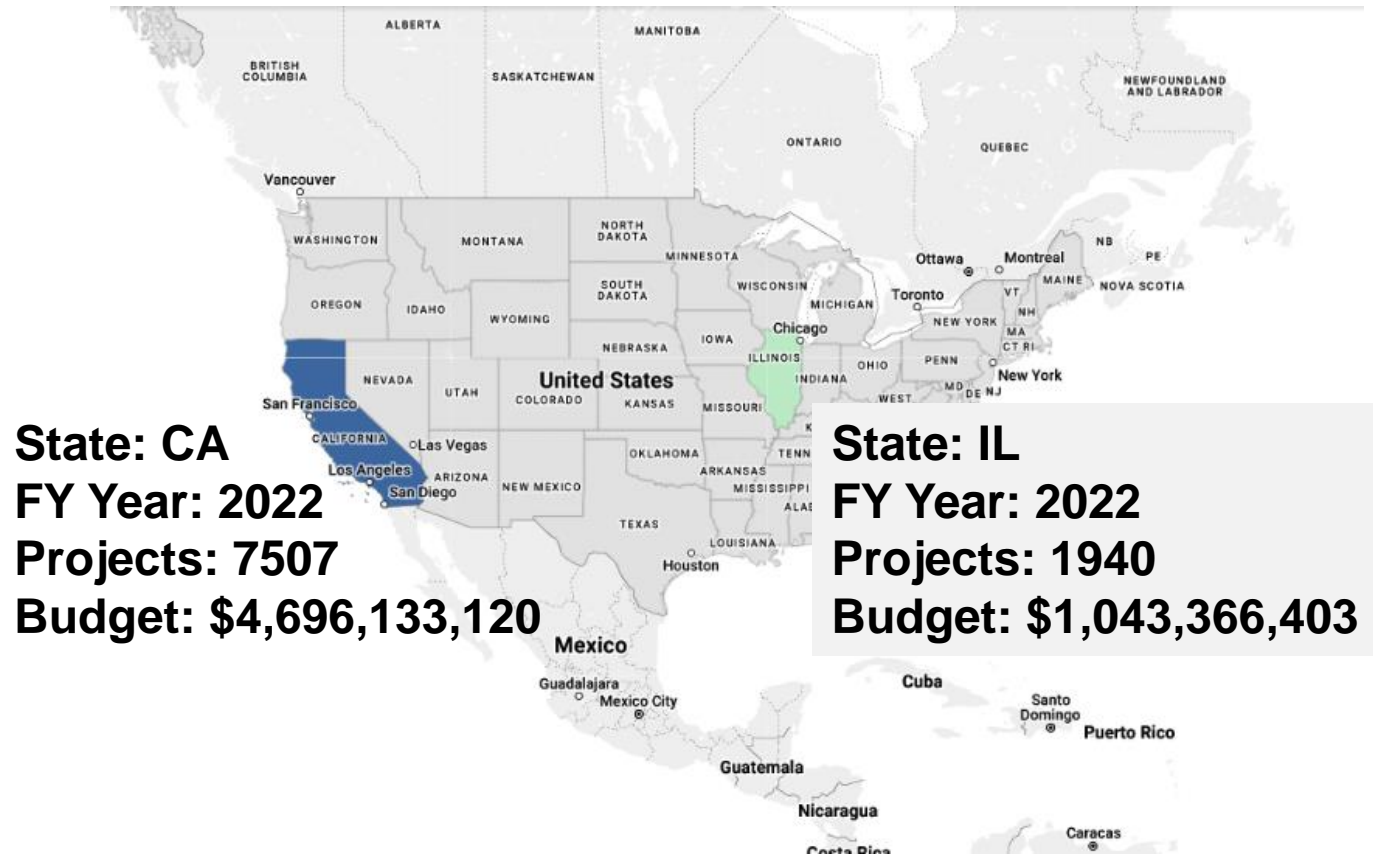 ALBERTA
MANITOBA
BRITISH
COLUMBIA
SASKATCHEWAN
NEWFOUNDLAND
AND LABRADOR
ONTARIO
QUEBEC
Vancouver
WASHINGTON
MONTANA
NORTH
DAKOTA
MINNESOTA
NB
PE
Ottawa
Montreal
MAINE
NOVA SCOTIA
OREGON
IDAHO
WYOMING
SOUTH
DAKOTA
WISCONSIN
MICHIGAN
Toronto
VT
NH
NEW YORK
MA
CT RI
Chicago
IOWA
NEBRASKA
ILLINOIS
INDIANA
OHIO
PENN
New York
NEVADA
UTAH
United States
COLORADO
KANSAS
MISSOURI
WEST
MD
DE NJ
San Francisco
CALIFORNIA
Las Vegas
Los Angeles
San Diego
ARIZONA
NEW MEXICO
OKLAHOMA
ARKANSAS
K
TENN
MISSISSIPPI
ALAB
TEXAS
LOUISIANA
Houston
State: CA
FY Year: 2022
Projects: 7507
Budget: $4,696,133,120
State: IL
FY Year: 2022
Projects: 1940
Budget: $1,043,366,403
Mexico
Guadalajara
Mexico City
Cuba
Santo
Domingo
Puerto Rico
Guatemala
Nicaragua
Caracas
Costa Rica